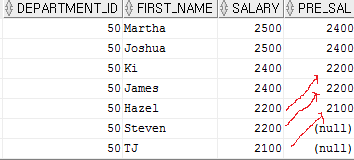 DEPARTMENT_ID FIRST_NAME SALARY PRE_SAL
50 Martha 2500 2400
50 Joshua 2500 2400
50 Ki 2400 2200
50 James 2400 2200
50 Hazel 2200 2100
50 Steven 2200 (null)
50 TJ 2100 (null)